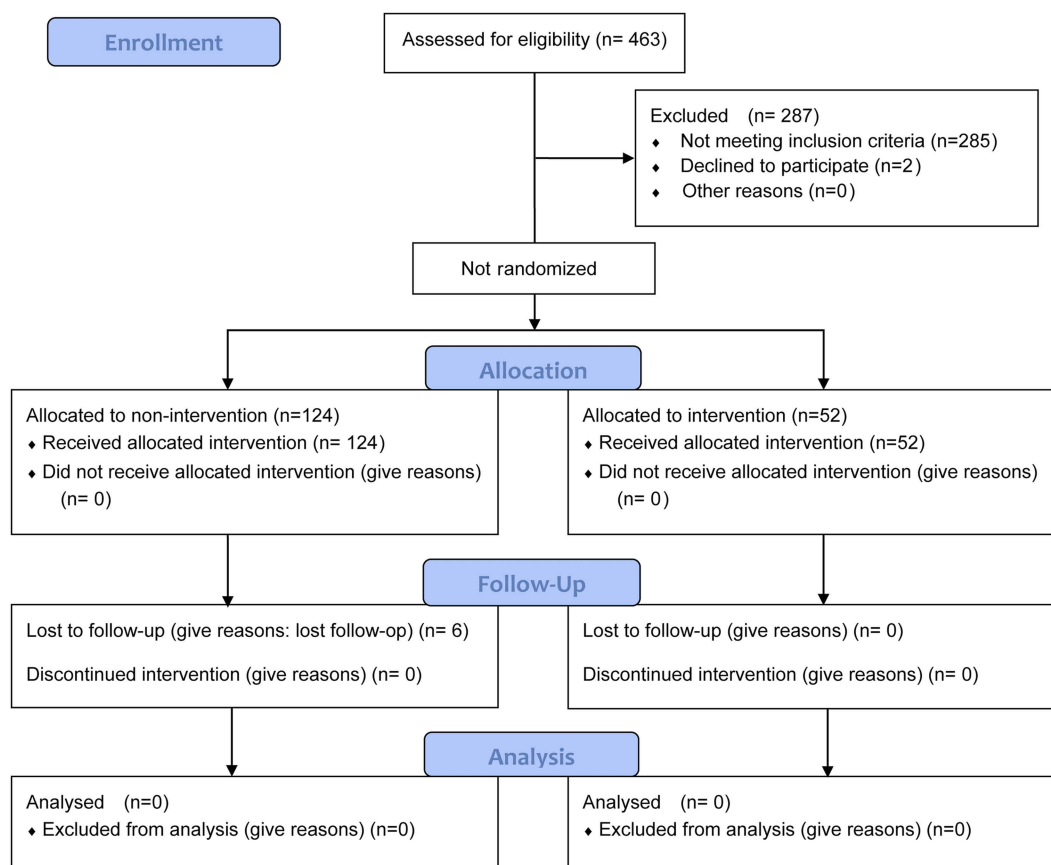 Enrollment
Assessed for eligibility (n= 463)
Excluded (n= 287)
♦ Not meeting inclusion criteria (n=285)
♦ Declined to participate (n=2)
♦ Other reasons (n=0)
Not randomized
Allocation
Allocated to non-intervention (n=124)
♦ Received allocated intervention (n= 124)
♦ Did not receive allocated intervention (give reasons)
(n= 0)
Allocated to intervention (n=52)
♦ Received allocated intervention (n=52)
♦ Did not receive allocated intervention (give reasons)
(n= 0)
Follow-Up
Lost to follow-up (give reasons: lost follow-op) (n= 6)
Discontinued intervention (give reasons) (n= 0)
Lost to follow-up (give reasons) (n= 0)
Discontinued intervention (give reasons) (n= 0)
Analysis
Analysed (n=0)
♦ Excluded from analysis (give reasons) (n=0)
Analysed (n= 0)
♦ Excluded from analysis (give reasons) (n=0)